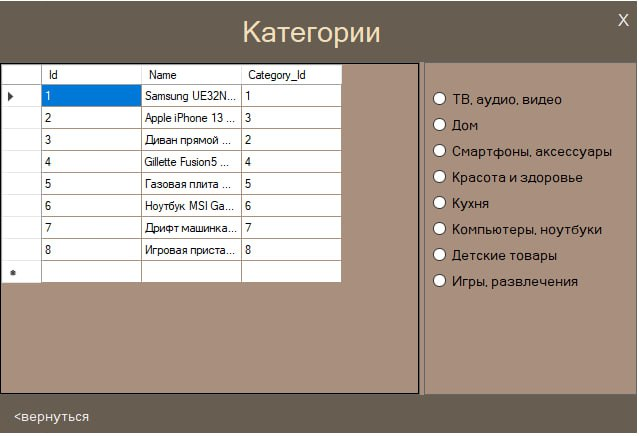 Категории
X
Id Name Category_Id
1 Samsung UE32N... 1
2 Apple iPhone 13 ... 3
3 Диван прямой ... 2
4 Gillette Fusion5 ... 4
5 Газовая плита ... 5
6 Ноутбук MSI Ga... 6
7 Дрифт машинка... 7
8 Игровая приста... 8
ТВ, аудио, видео
Дом
Смартфоны, аксессуары
Красота и здоровье
Кухня
Компьютеры, ноутбуки
Детские товары
Игры, развлечения
<вернуться